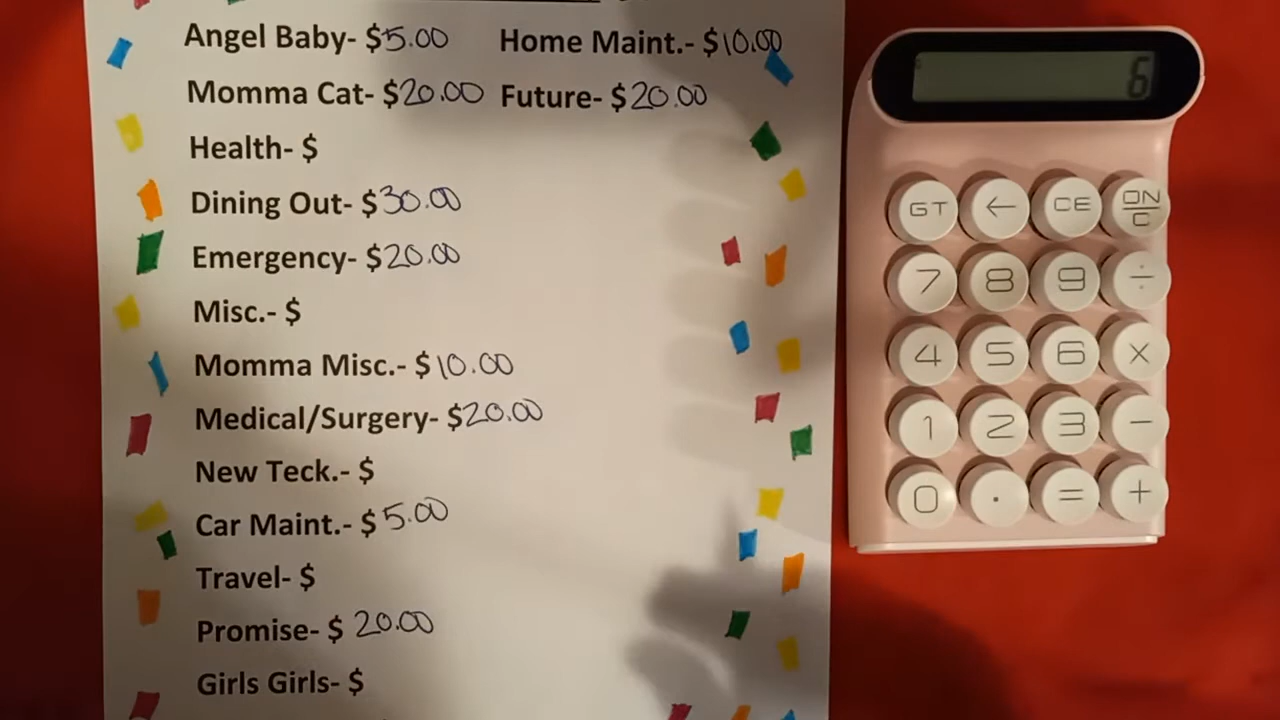 Angel Baby- $5.00 Home Maint.- $10.00
Momma Cat- $20.00 Future- $20.00
Health- $
Dining Out- $30.00
Emergency- $20.00
Misc.- $
Momma Misc.- $10.00
Medical/Surgery- $20.00
New Teck.- $
Car Maint.- $5.00
Travel- $
Promise- $20.00
Girls Girls- $
6
GT ← CE ON/C
7 8 9 ÷
4 5 6 ×
1 2 3 −
0 . = +